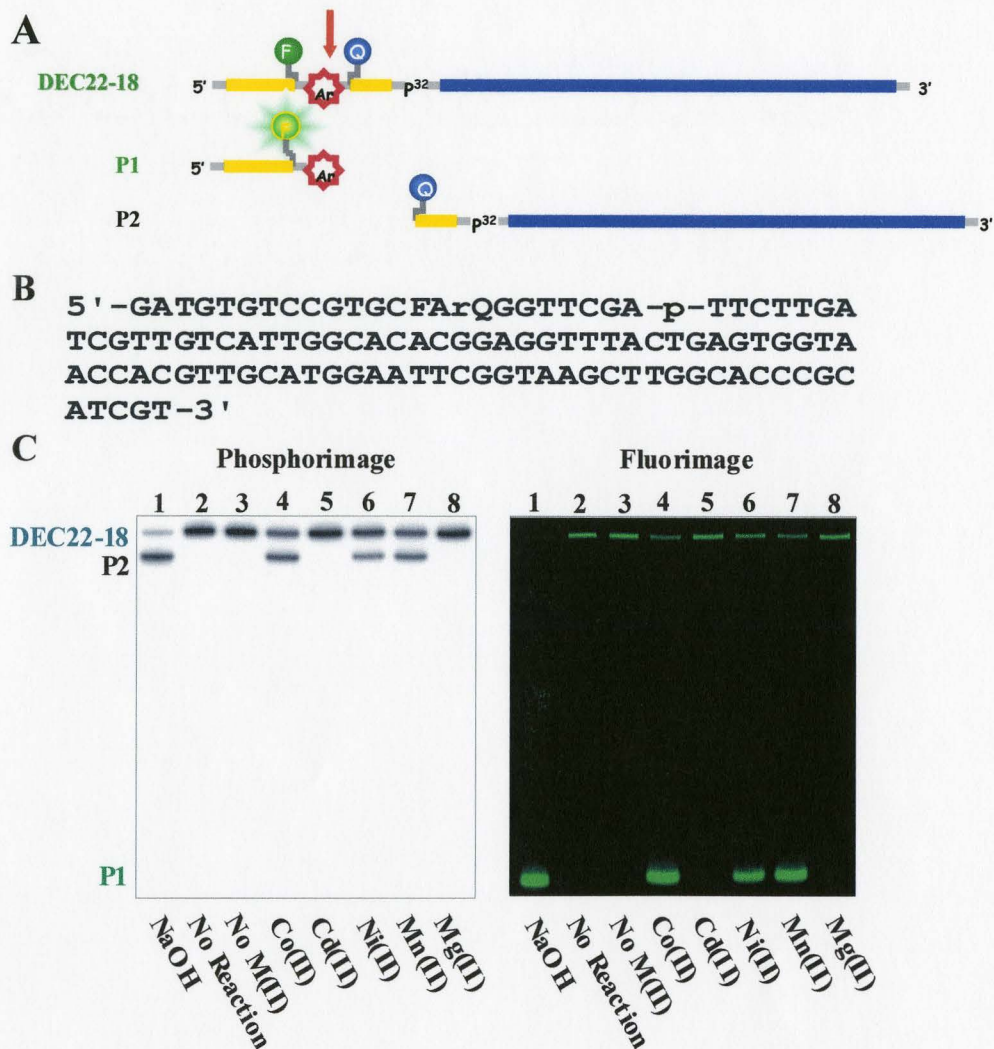 A
F Q
DEC22-18 5' Ar P32 3'
F
P1 5' Ar
Q
P2 P32 3'
B 5'-GATGTGTCCGTGCFArQGGTTCGA-p-TTCTTGA
TCGTTGTCATTGGCACACGGAGGTTTACTGAGTGGTA
ACCACGTTGCATGGAATTCGGTAAGCTTGGCACCCGC
ATCGT-3'
C Phosphorimage Fluorimage
1 2 3 4 5 6 7 8 1 2 3 4 5 6 7 8
DEC22-18
P2
P1
NaOH No Reaction No M(II) Co(II) Cd(II) Ni(II) Mn(II) Mg(II) NaOH No Reaction No M(II) Co(II) Cd(II) Ni(II) Mn(II) Mg(II)